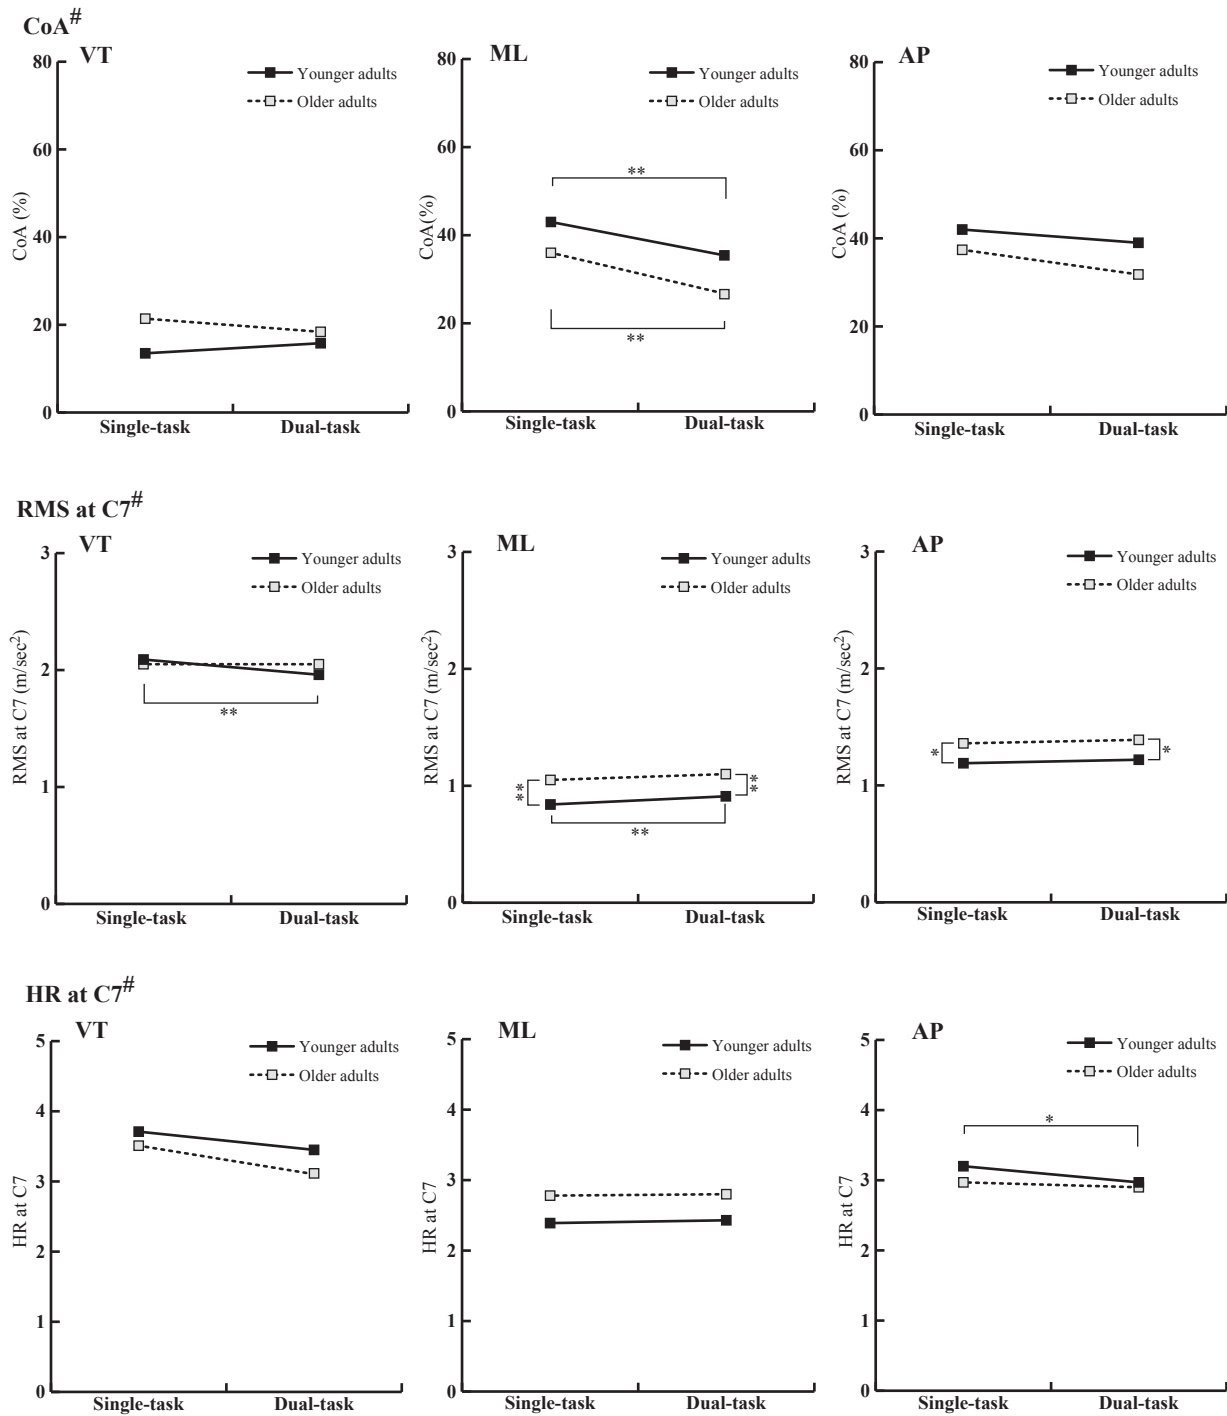 CoA#
VT
Younger adults
Older adults
80
60
40
20
0
CoA (%)
Single-task
Dual-task
ML
Younger adults
Older adults
80
60
40
20
0
CoA(%)
**
**
Single-task
Dual-task
AP
Younger adults
Older adults
80
60
40
20
0
CoA (%)
Single-task
Dual-task
RMS at C7#
VT
Younger adults
Older adults
3
2
1
0
RMS at C7 (m/sec2)
**
Single-task
Dual-task
ML
Younger adults
Older adults
3
2
1
0
RMS at C7 (m/sec2)
**
**
**
Single-task
Dual-task
AP
Younger adults
Older adults
3
2
1
0
RMS at C7 (m/sec2)
*
*
Single-task
Dual-task
HR at C7#
VT
Younger adults
Older adults
5
4
3
2
1
0
HR at C7
Single-task
Dual-task
ML
Younger adults
Older adults
5
4
3
2
1
0
HR at C7
Single-task
Dual-task
AP
Younger adults
Older adults
5
4
3
2
1
0
HR at C7
*
Single-task
Dual-task